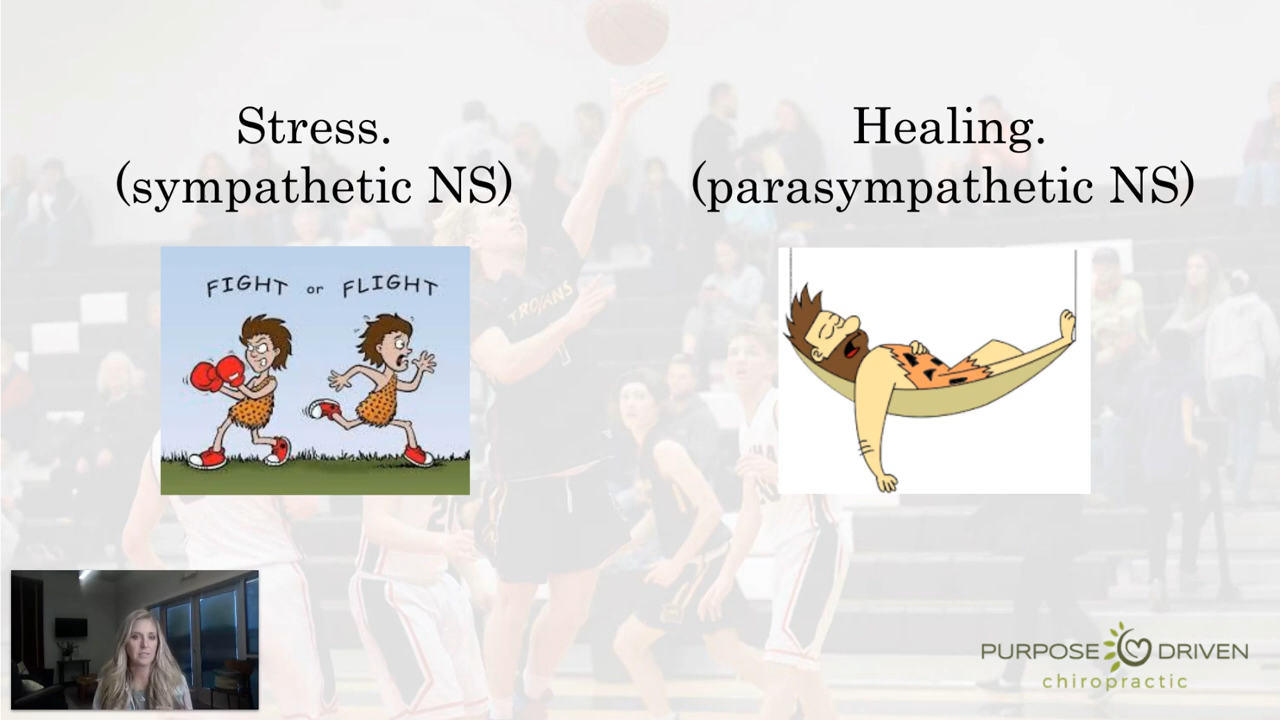 Stress.
(sympathetic NS)
Healing.
(parasympathetic NS)
FIGHT or FLIGHT
TROJANS
PURPOSE DRIVEN
chiropractic